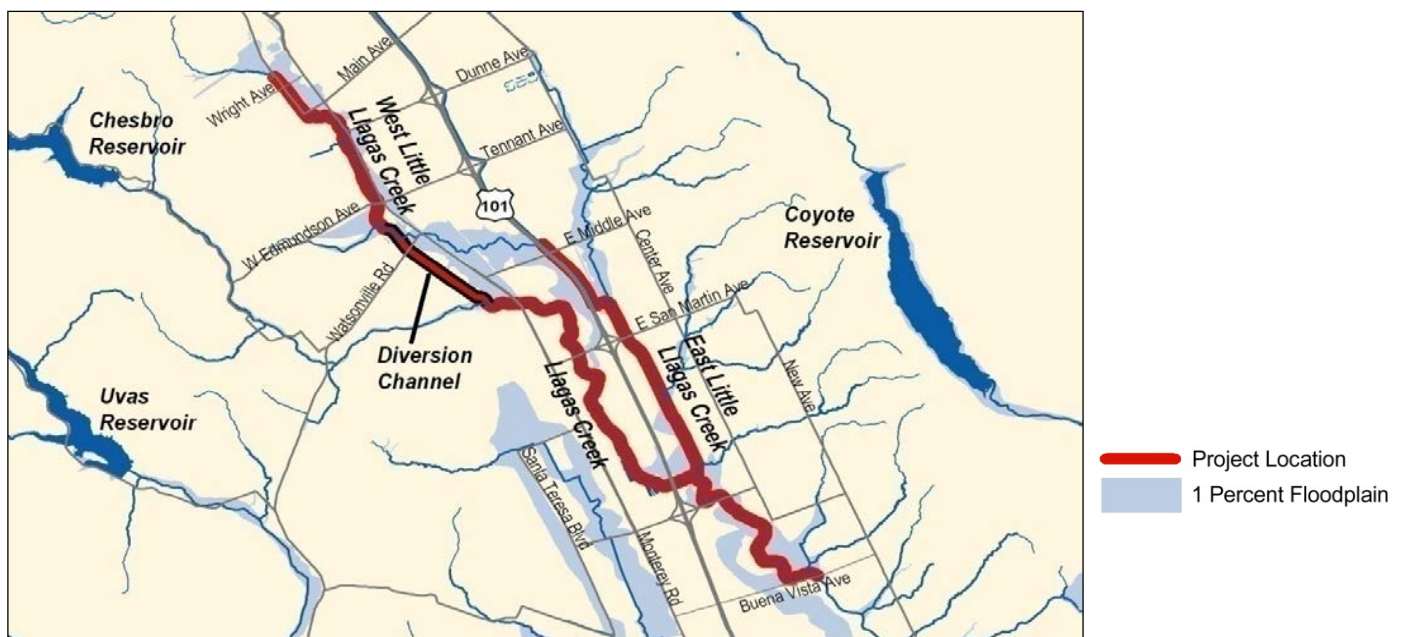 Main Ave
Dunne Ave
Wright Ave
Chesbro
Reservoir
West Little
Llagas Creek
Tennant Ave
101
W Edmundson Ave
E Middle Ave
Coyote
Reservoir
Center Ave
Watsonville Rd
E San Martin Ave
Diversion
Channel
East Little
Llagas Creek
New Ave
Uvas
Reservoir
Llagas Creek
Santa Teresa Blvd
Monterey Rd
Buena Vista Ave
Project Location
1 Percent Floodplain